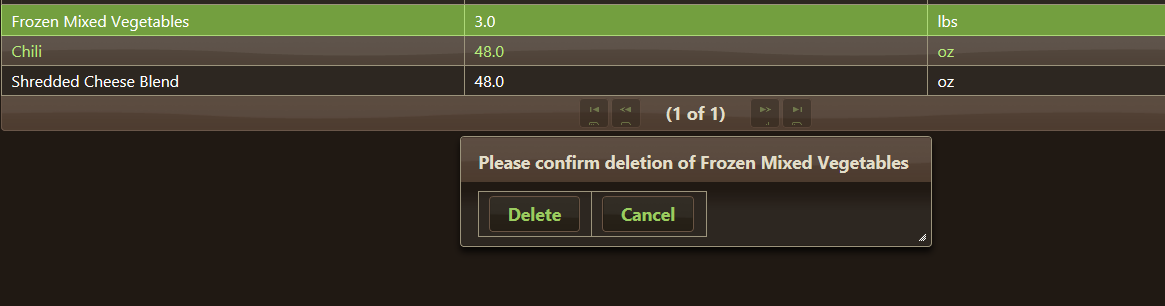 Frozen Mixed Vegetables 3.0 lbs
Chili 48.0 oz
Shredded Cheese Blend 48.0 oz
(1 of 1)
Please confirm deletion of Frozen Mixed Vegetables
Delete Cancel